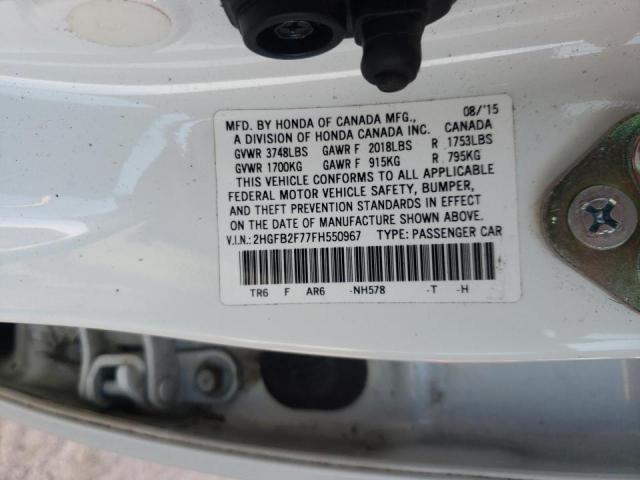 MFD. BY HONDA OF CANADA MFG., 08/'15
A DIVISION OF HONDA CANADA INC. CANADA
GVWR 3748LBS GAWR F 2018LBS R 1753LBS
GVWR 1700KG GAWR F 915KG R 795KG
THIS VEHICLE CONFORMS TO ALL APPLICABLE
FEDERAL MOTOR VEHICLE SAFETY, BUMPER,
AND THEFT PREVENTION STANDARDS IN EFFECT
ON THE DATE OF MANUFACTURE SHOWN ABOVE.
V.I.N.: 2HGFB2F77FH550967 TYPE: PASSENGER CAR
TR6 F AR6 -NH578 -T -H